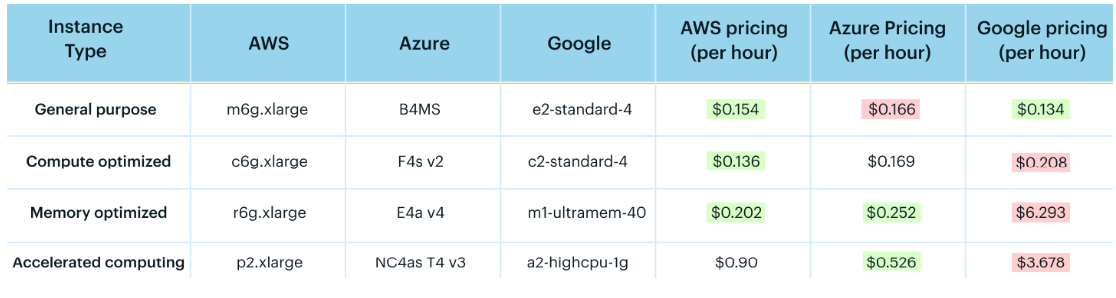 Instance Type AWS Azure Google AWS pricing (per hour) Azure Pricing (per hour) Google pricing (per hour)
General purpose m6g.xlarge B4MS e2-standard-4 $0.154 $0.166 $0.134
Compute optimized c6g.xlarge F4s v2 c2-standard-4 $0.136 $0.169 $0.208
Memory optimized r6g.xlarge E4a v4 m1-ultramem-40 $0.202 $0.252 $6.293
Accelerated computing p2.xlarge NC4as T4 v3 a2-highcpu-1g $0.90 $0.526 $3.678